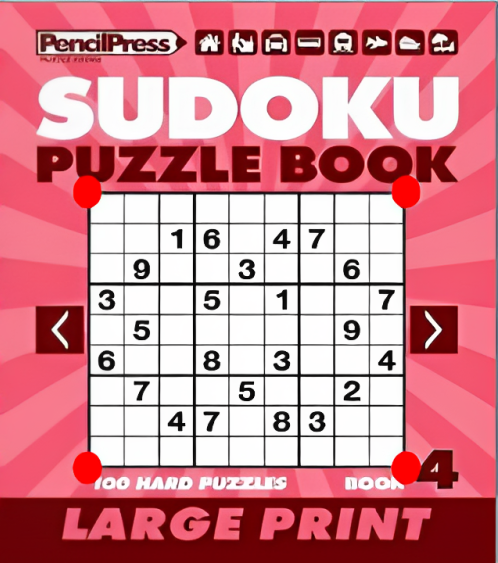 PencilPress
SUDOKU
PUZZLE BOOK
1 6 4 7
9 3 6
3 5 1 7
5 9
6 8 3 4
7 5 2
4 7 8 3
100 HARD PUZZLES BOOK 4
LARGE PRINT